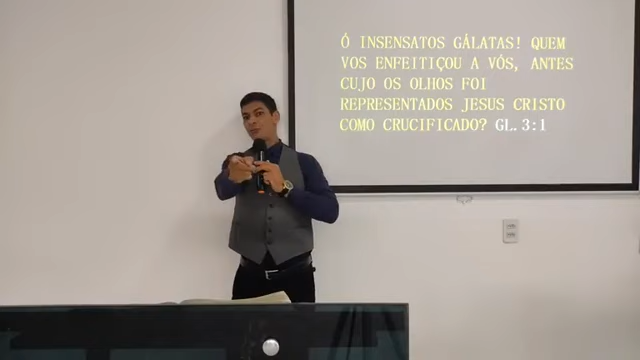 Ó INSENSATOS GÁLATAS! QUEM
VOS ENFEITIÇOU A VÓS, ANTES
CUJO OS OLHOS FOI
REPRESENTADOS JESUS CRISTO
COMO CRUCIFICADO? GL.3:1